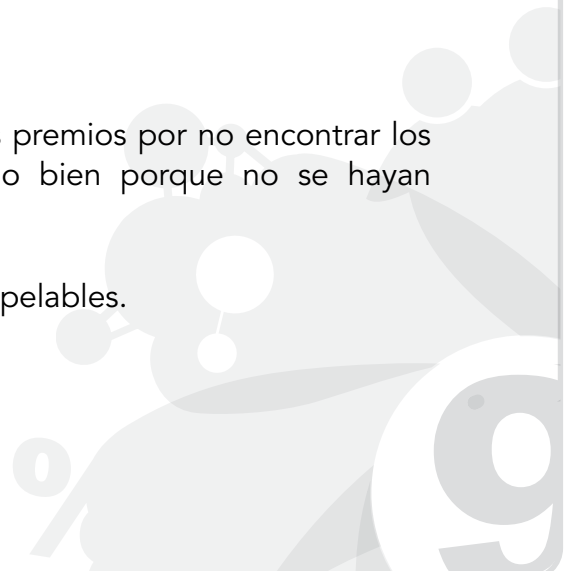 premios por no encontrar los
o bien porque no se hayan
pelables.
%
9